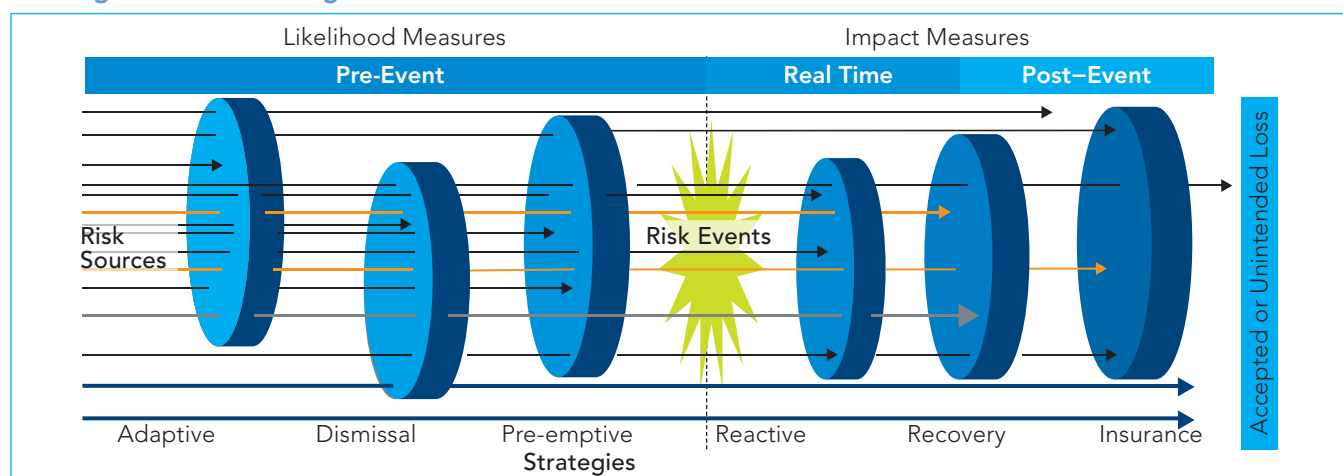 Likelihood Measures
Impact Measures
Pre-Event
Real Time
Post–Event
Risk
Sources
Risk Events
Accepted or Unintended Loss
Adaptive
Dismissal
Pre-emptive
Reactive
Recovery
Insurance
Strategies